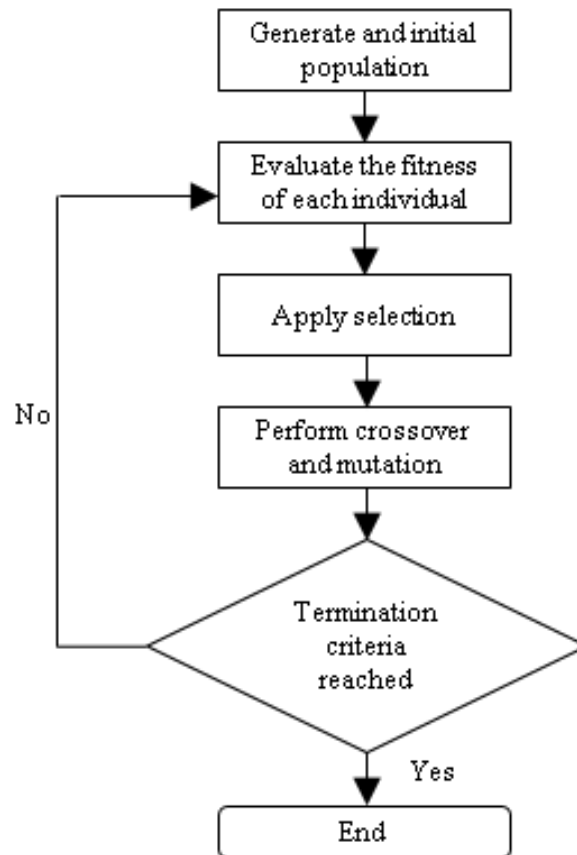 Generate and initial
population
Evaluate the fitness
of each individual
Apply selection
No
Perform crossover
and mutation
Termination
criteria
reached
Yes
End